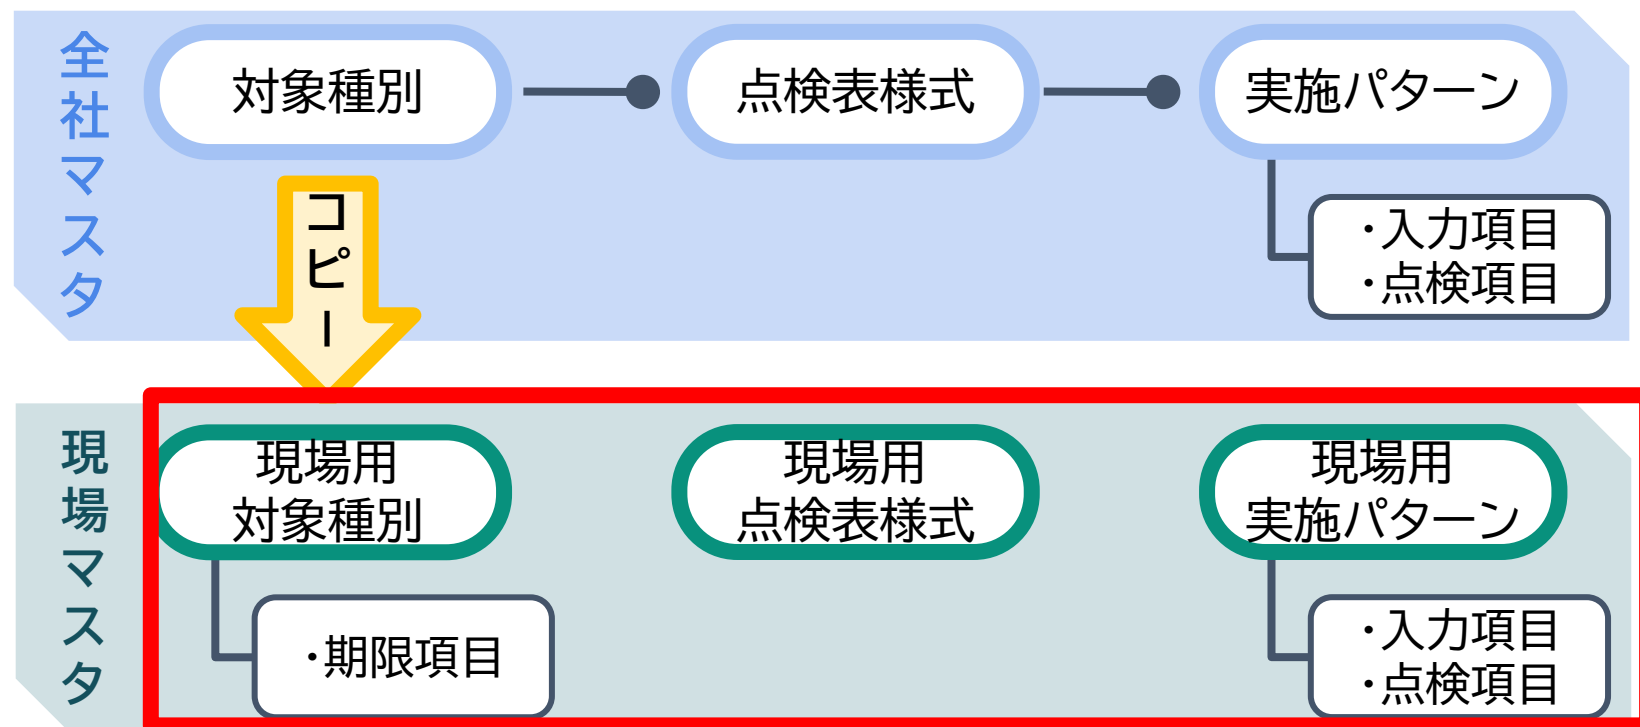 全社マスタ
対象種別
点検表様式
実施パターン
・入力項目
・点検項目
コピー
現場マスタ
現場用
対象種別
現場用
点検表様式
現場用
実施パターン
・期限項目
・入力項目
・点検項目